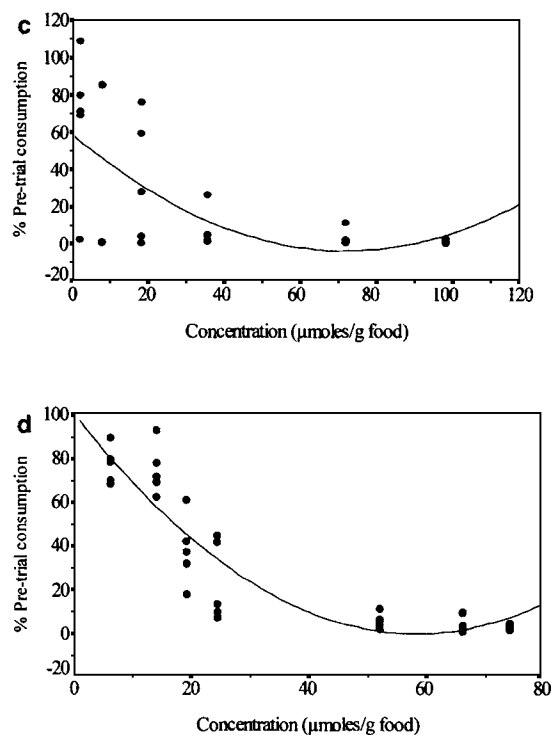 c
120
100
80
60
40
20
0
-20
% Pre-trial consumption
0 20 40 60 80 100 120
Concentration (μmoles/g food)
d
100
80
60
40
20
0
-20
% Pre-trial consumption
0 20 40 60 80
Concentration (μmoles/g food)